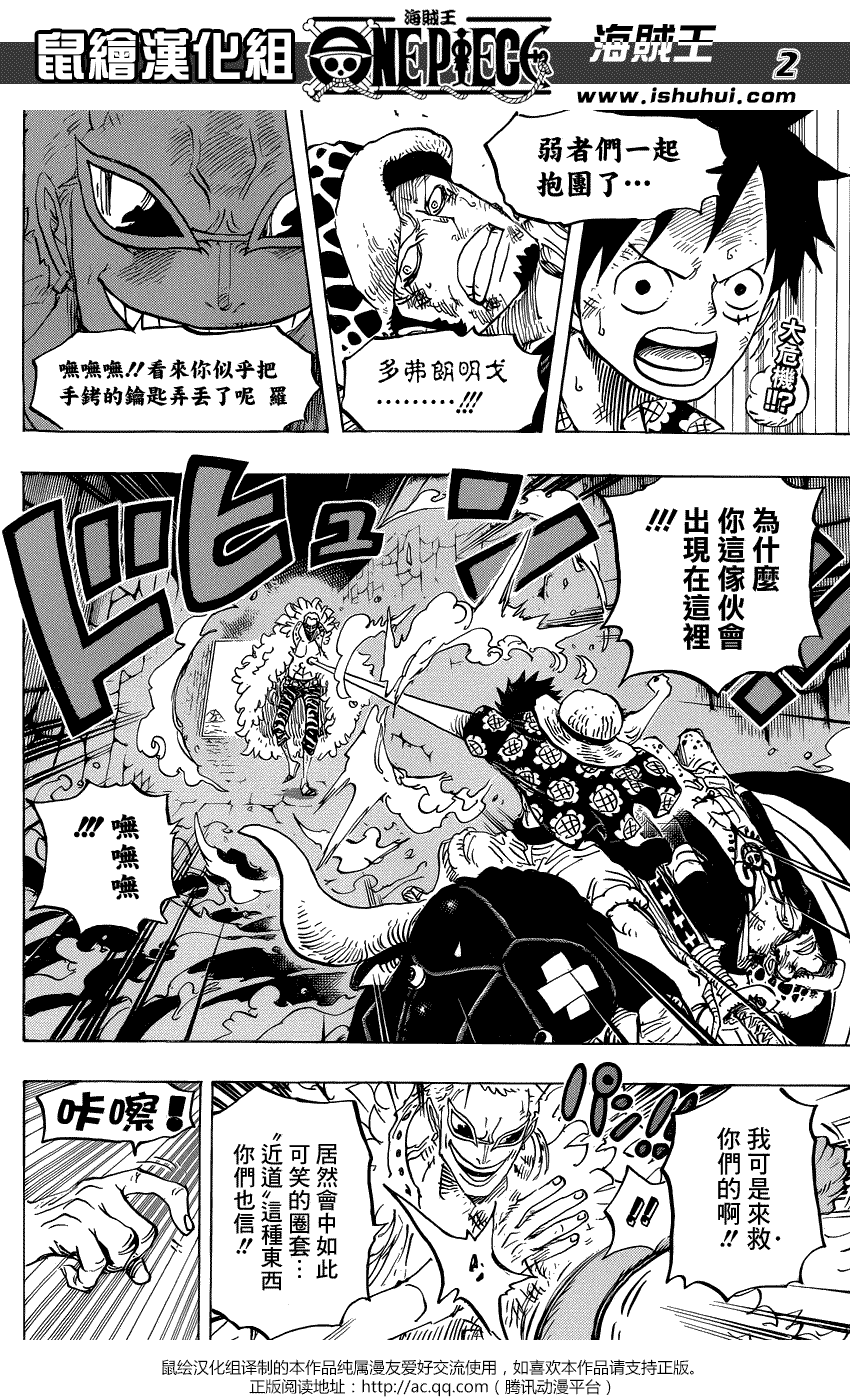 鼠繪漢化組
海賊王
ONE PIECE
海賊王
2
www.ishuhui.com
弱者們一起
抱團了…
大危機!!?
多弗朗明戈
………!!!
嘸嘸嘸!!看來你似乎把
手銬的鑰匙弄丟了呢 羅
為什麼
你這傢伙會
出現在這裡
!!!
ドヒュンン
嘸嘸嘸
!!!
我可是來救
你們的啊!!
パシ!!
!!
居然會中如此
可笑的圈套…
“近道”這種東西
你們也信!!
咔嚓!
鼠绘汉化组译制的本作品纯属漫友爱好交流使用，如喜欢本作品请支持正版。
正版阅读地址：http://ac.qq.com（腾讯动漫平台）